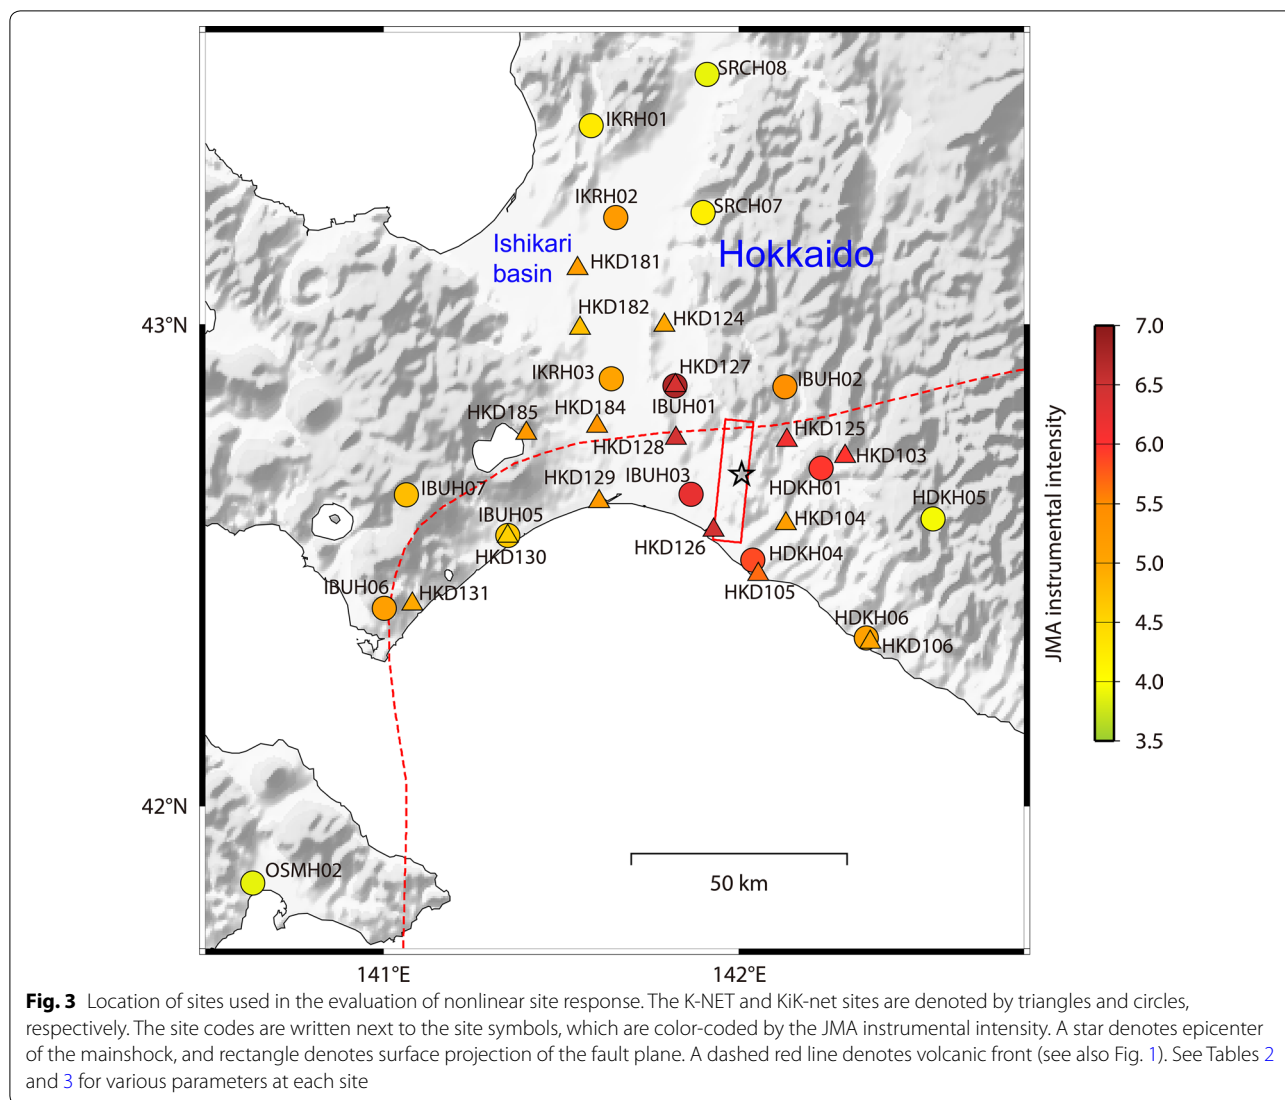 SRCH08
IKRH01
IKRH02
SRCH07
Ishikari
basin
Hokkaido
HKD181
HKD182
HKD124
43°N
7.0
IKRH03
HKD127
IBUH02
6.5
IBUH01
HKD185
HKD184
HKD125
HKD128
6.0
HKD103
HKD129
IBUH03
HDKH01
IBUH07
HDKH05
5.5
IBUH05
HKD104
HKD130
HKD126
HDKH04
5.0
IBUH06
HKD131
HKD105
HDKH06
4.5
HKD106
4.0
3.5
JMA instrumental intensity
42°N
OSMH02
50 km
141°E
142°E
Fig. 3 Location of sites used in the evaluation of nonlinear site response. The K-NET and KiK-net sites are denoted by triangles and circles,
respectively. The site codes are written next to the site symbols, which are color-coded by the JMA instrumental intensity. A star denotes epicenter
of the mainshock, and rectangle denotes surface projection of the fault plane. A dashed red line denotes volcanic front (see also Fig. 1). See Tables 2
and 3 for various parameters at each site